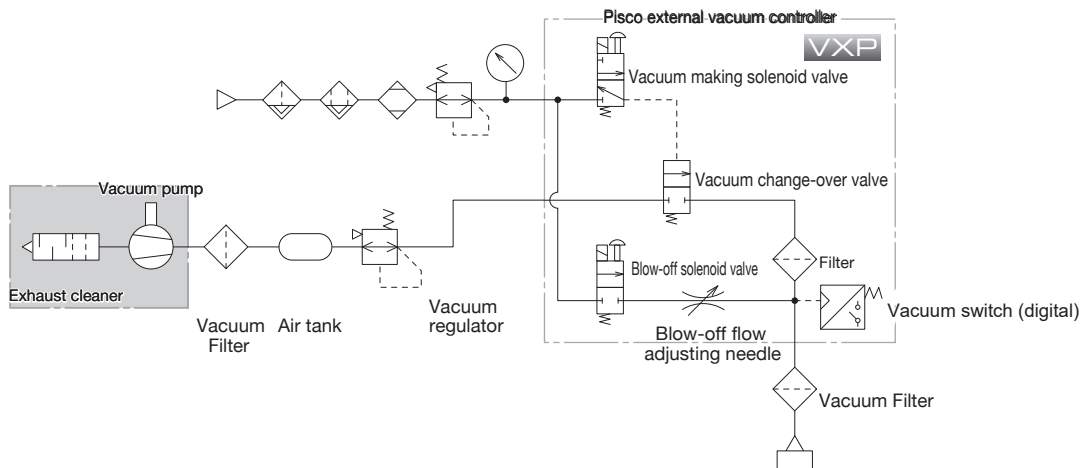 Pisco external vacuum controller
VXP
Vacuum making solenoid valve
Vacuum change-over valve
Vacuum pump
Exhaust cleaner
Vacuum
Filter
Air tank
Vacuum
regulator
Blow-off solenoid valve
Filter
Blow-off flow
adjusting needle
Vacuum switch (digital)
Vacuum Filter